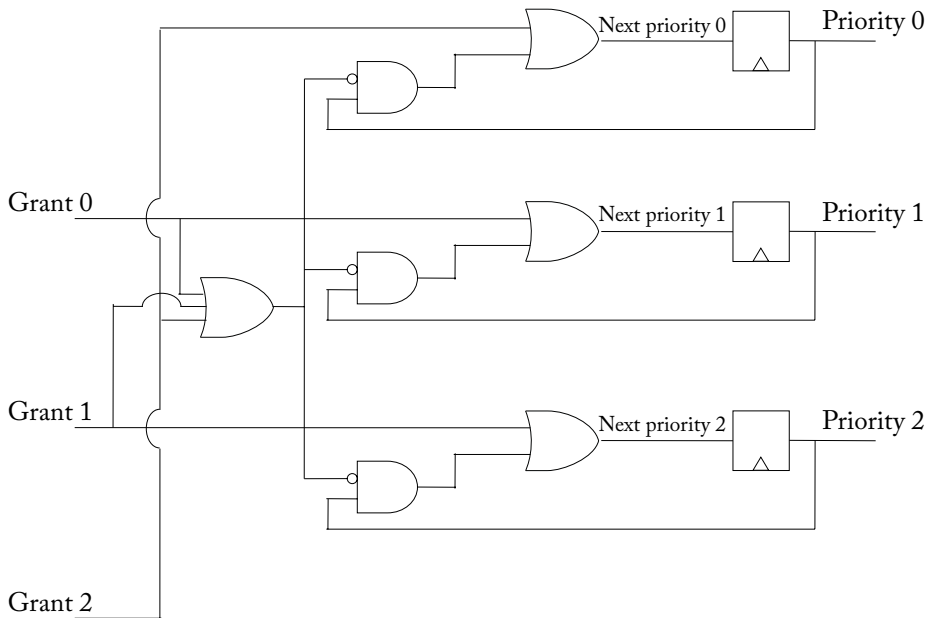 Next priority 0
Priority 0
Grant 0
Next priority 1
Priority 1
Grant 1
Next priority 2
Priority 2
Grant 2